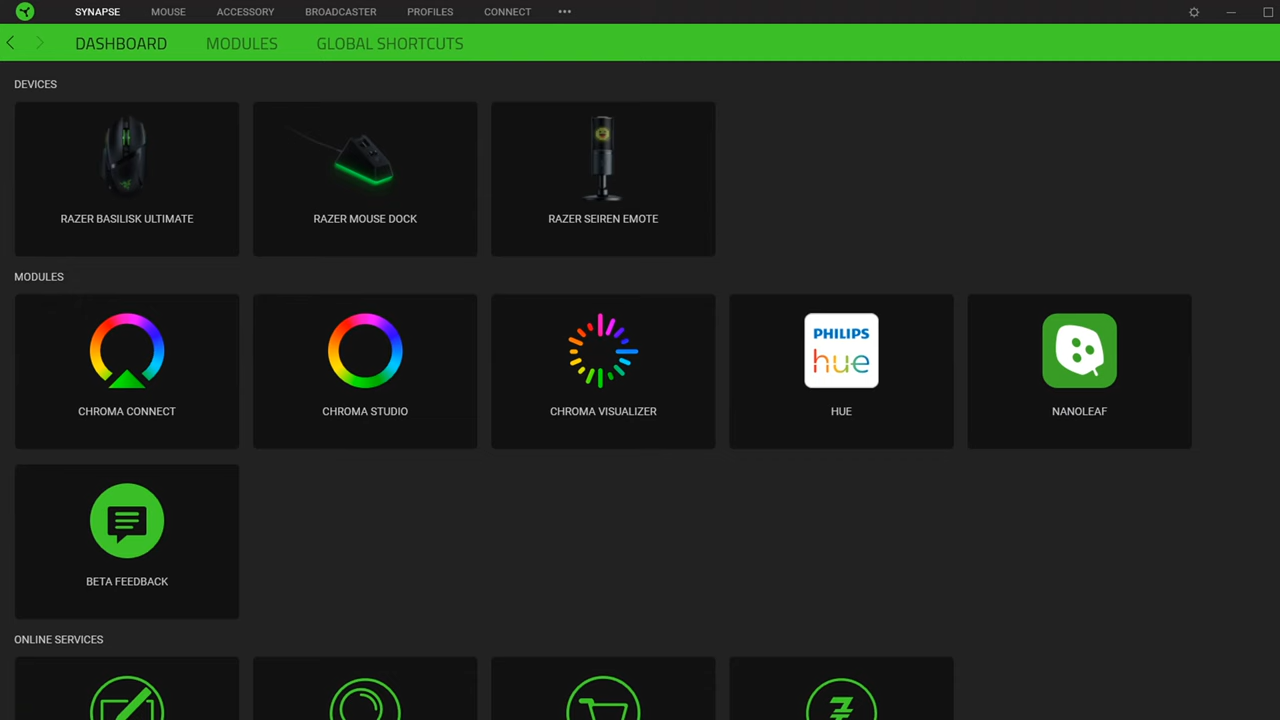 SYNAPSE MOUSE ACCESSORY BROADCASTER PROFILES CONNECT •••
DASHBOARD MODULES GLOBAL SHORTCUTS
DEVICES
RAZER BASILISK ULTIMATE RAZER MOUSE DOCK RAZER SEIREN EMOTE
MODULES
PHILIPS
hue
CHROMA CONNECT CHROMA STUDIO CHROMA VISUALIZER HUE NANOLEAF
BETA FEEDBACK
ONLINE SERVICES